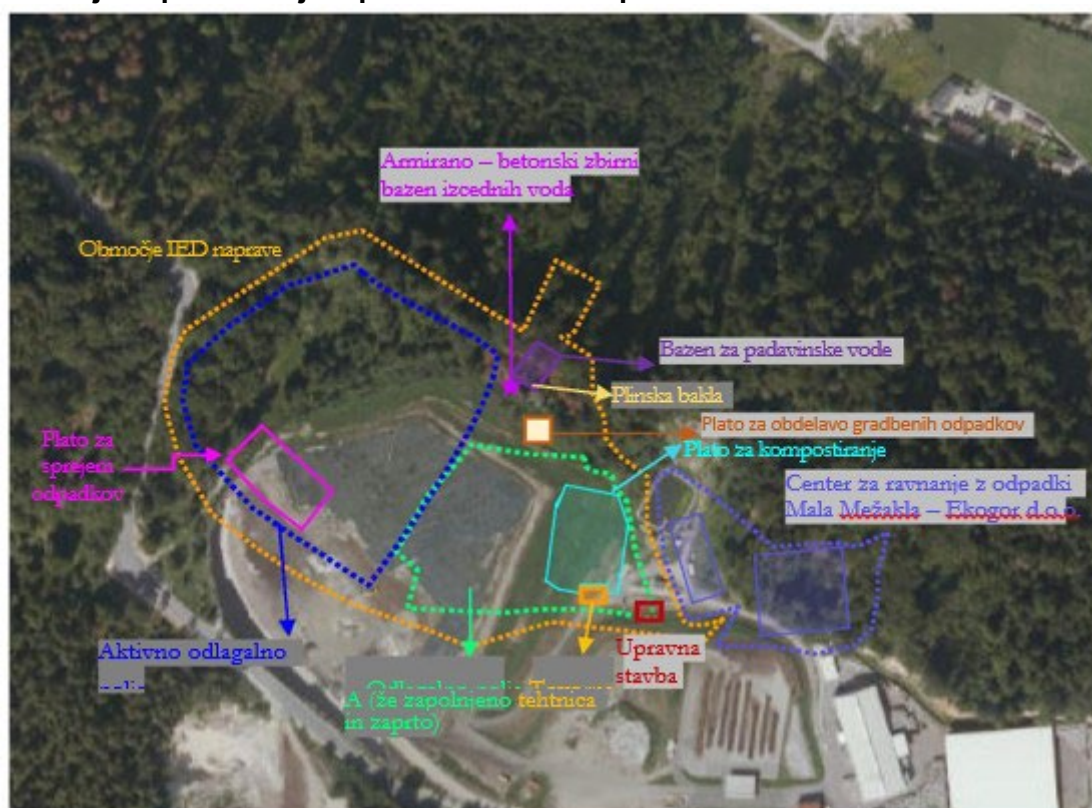 Armirano – betonski zbirni
bazen izcednih voda
Območje IED naprave
Bazen za padavinske vode
Plinska bakla
Plato za obdelavo gradbenih odpadkov
Plato za kompostiranje
Plato za
sprejem
odpadkov
Center za ravnanje z odpadki
Mala Mežakla – Ekogor d.o.o.
Aktivno odlagalno
Upravna
stavba
A (že zapolnjeno
in zaprto)
tehtnica